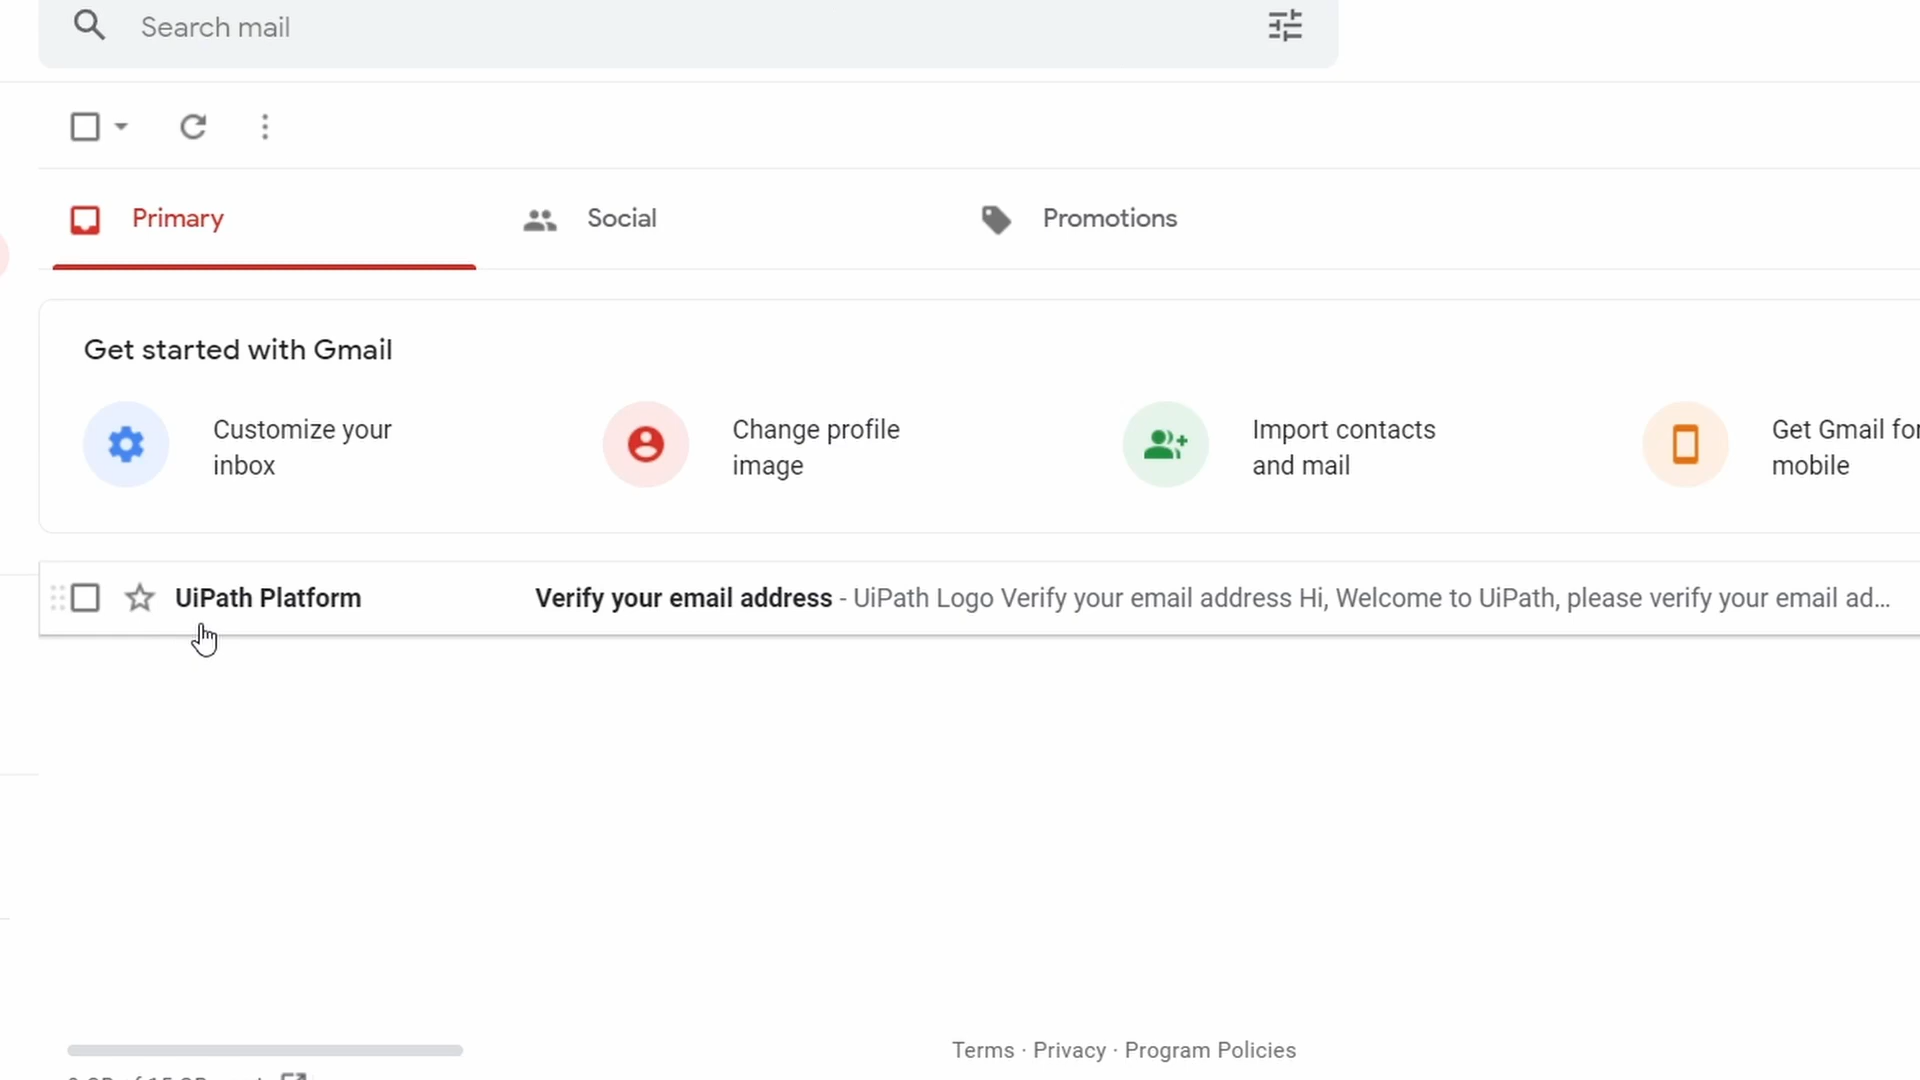 Search mail
Primary
Social
Promotions
Get started with Gmail
Customize your
inbox
Change profile
image
Import contacts
and mail
Get Gmail for
mobile
UiPath Platform
Verify your email address - UiPath Logo Verify your email address Hi, Welcome to UiPath, please verify your email ad...
Terms · Privacy · Program Policies